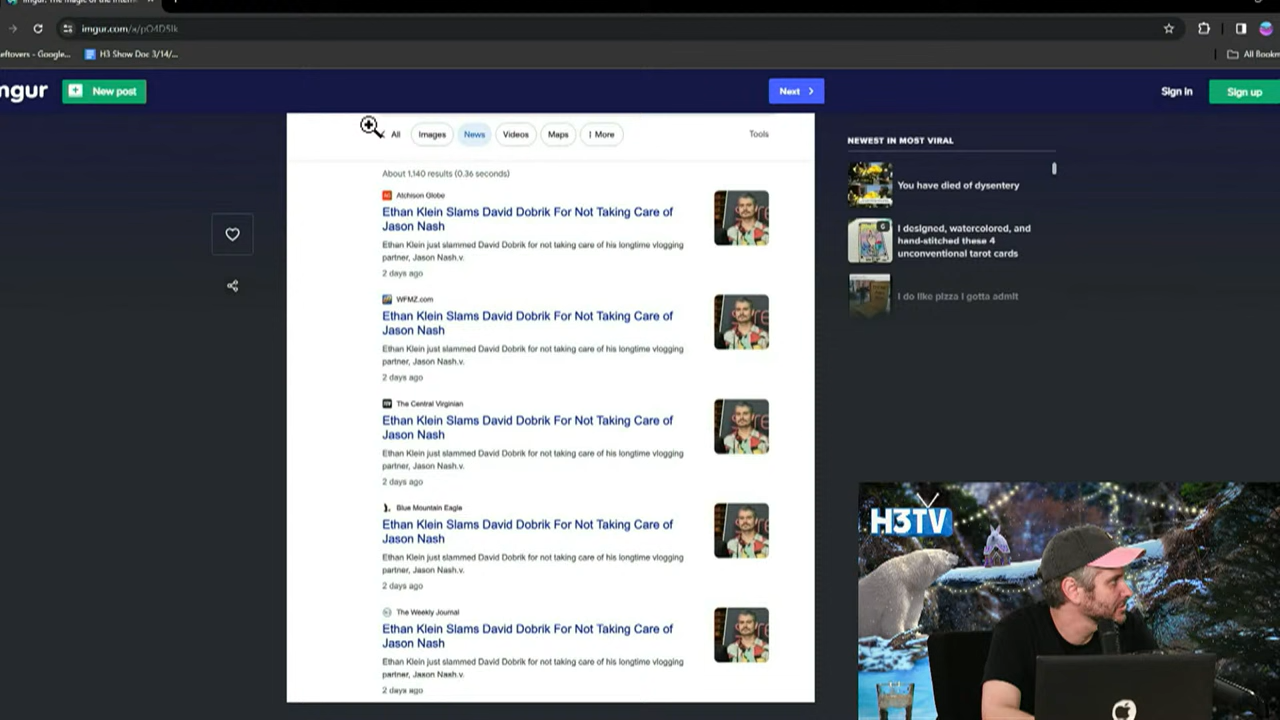 imgur.com/a/pO4D5Ik
eftovers - Google...
H3 Show Doc 3/14/...
All Bookm
ngur
New post
Next
Sign in
Sign up
All
Images
News
Videos
Maps
More
Tools
About 1,140 results (0.36 seconds)
Atchison Globe
Ethan Klein Slams David Dobrik For Not Taking Care of
Jason Nash
Ethan Klein just slammed David Dobrik for not taking care of his longtime vlogging
partner, Jason Nash.v.
2 days ago
WFMZ.com
Ethan Klein Slams David Dobrik For Not Taking Care of
Jason Nash
Ethan Klein just slammed David Dobrik for not taking care of his longtime vlogging
partner, Jason Nash.v.
2 days ago
The Central Virginian
Ethan Klein Slams David Dobrik For Not Taking Care of
Jason Nash
Ethan Klein just slammed David Dobrik for not taking care of his longtime vlogging
partner, Jason Nash.v.
2 days ago
Blue Mountain Eagle
Ethan Klein Slams David Dobrik For Not Taking Care of
Jason Nash
Ethan Klein just slammed David Dobrik for not taking care of his longtime vlogging
partner, Jason Nash.v.
2 days ago
The Weekly Journal
Ethan Klein Slams David Dobrik For Not Taking Care of
Jason Nash
Ethan Klein just slammed David Dobrik for not taking care of his longtime vlogging
partner, Jason Nash.v.
2 days ago
NEWEST IN MOST VIRAL
You have died of dysentery
I designed, watercolored, and
hand-stitched these 4
unconventional tarot cards
I do like pizza I gotta admit
H3TV